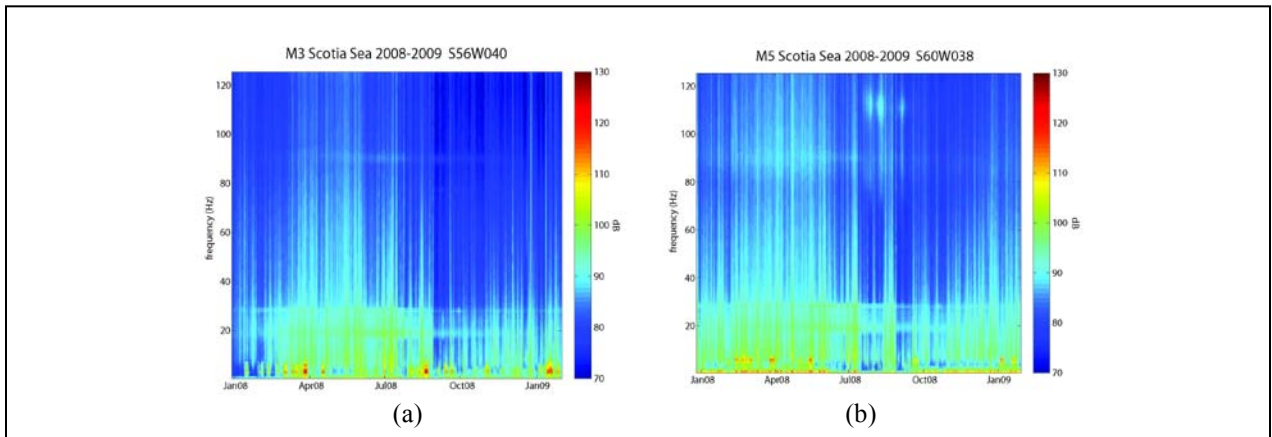 M3 Scotia Sea 2008-2009 S56W040
120
100
80
60
40
20
frequency (Hz)
Jan08 Apr08 Jul08 Oct08 Jan09
130
120
110
100
90
80
70
dB
(a)
M5 Scotia Sea 2008-2009 S60W038
120
100
80
60
40
20
frequency (Hz)
Jan08 Apr08 Jul08 Oct08 Jan09
130
120
110
100
90
80
70
dB
(b)